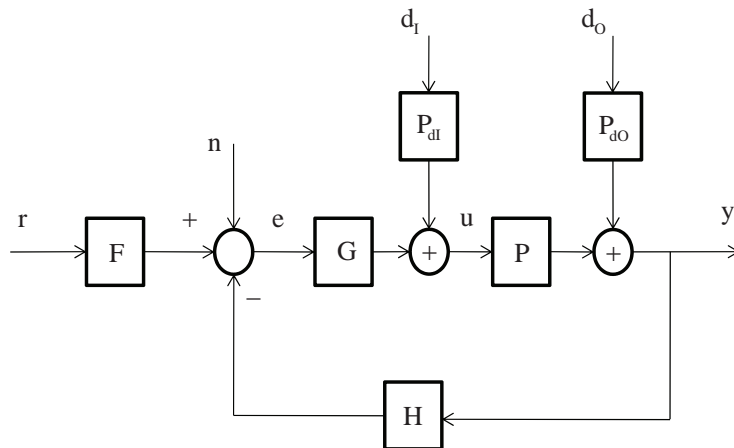 d_I d_O
P_dI P_dO
n
r + e u y
F G + P +
−
H